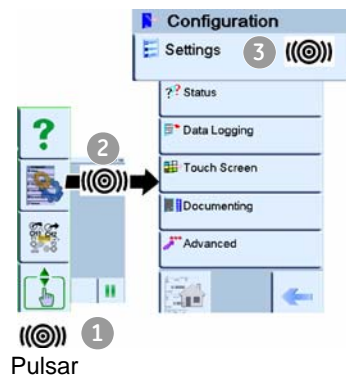 Configuration
Settings 3
?? Status
Data Logging
? 2
Touch Screen
Documenting
Advanced
1
Pulsar